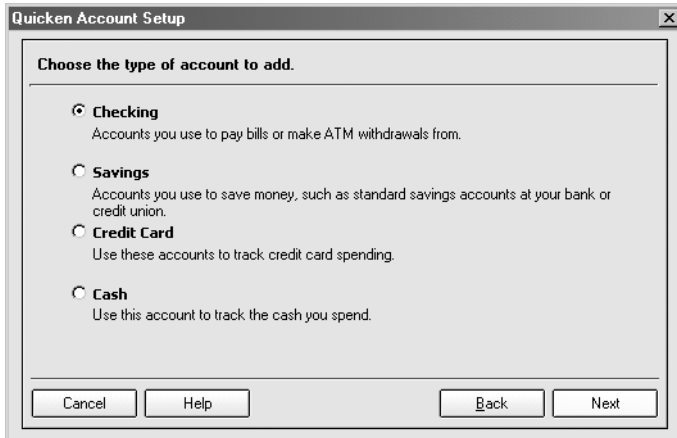 Quicken Account Setup
Choose the type of account to add.
Checking
Accounts you use to pay bills or make ATM withdrawals from.
Savings
Accounts you use to save money, such as standard savings accounts at your bank or
credit union.
Credit Card
Use these accounts to track credit card spending.
Cash
Use this account to track the cash you spend.
Cancel Help Back Next